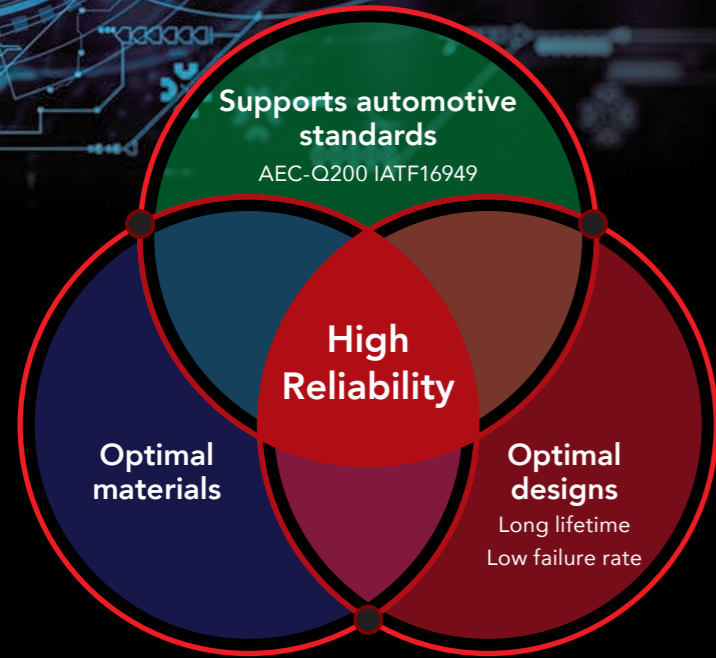 Supports automotive
standards
AEC-Q200 IATF16949
High
Reliability
Optimal
materials
Optimal
designs
Long lifetime
Low failure rate